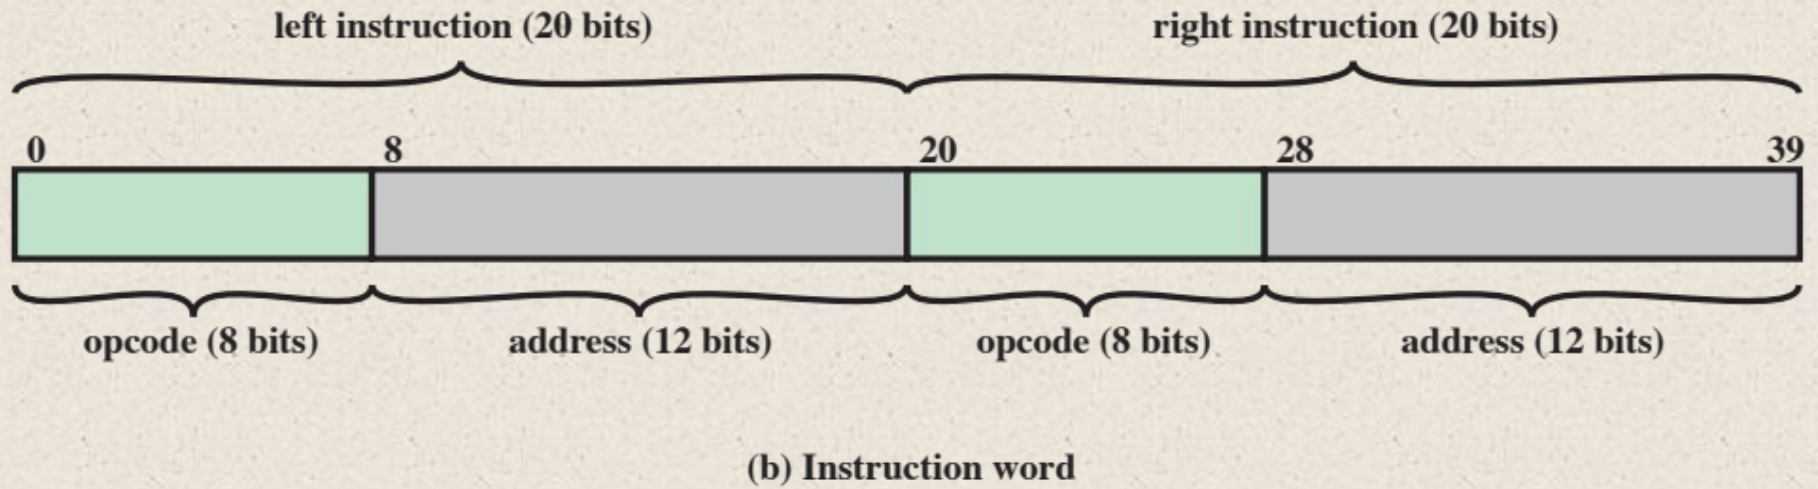 left instruction (20 bits) right instruction (20 bits)
0 8 20 28 39
opcode (8 bits) address (12 bits) opcode (8 bits) address (12 bits)
(b) Instruction word